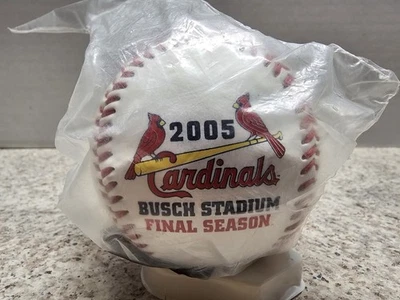 2005
Cardinals
BUSCH STADIUM
FINAL SEASON